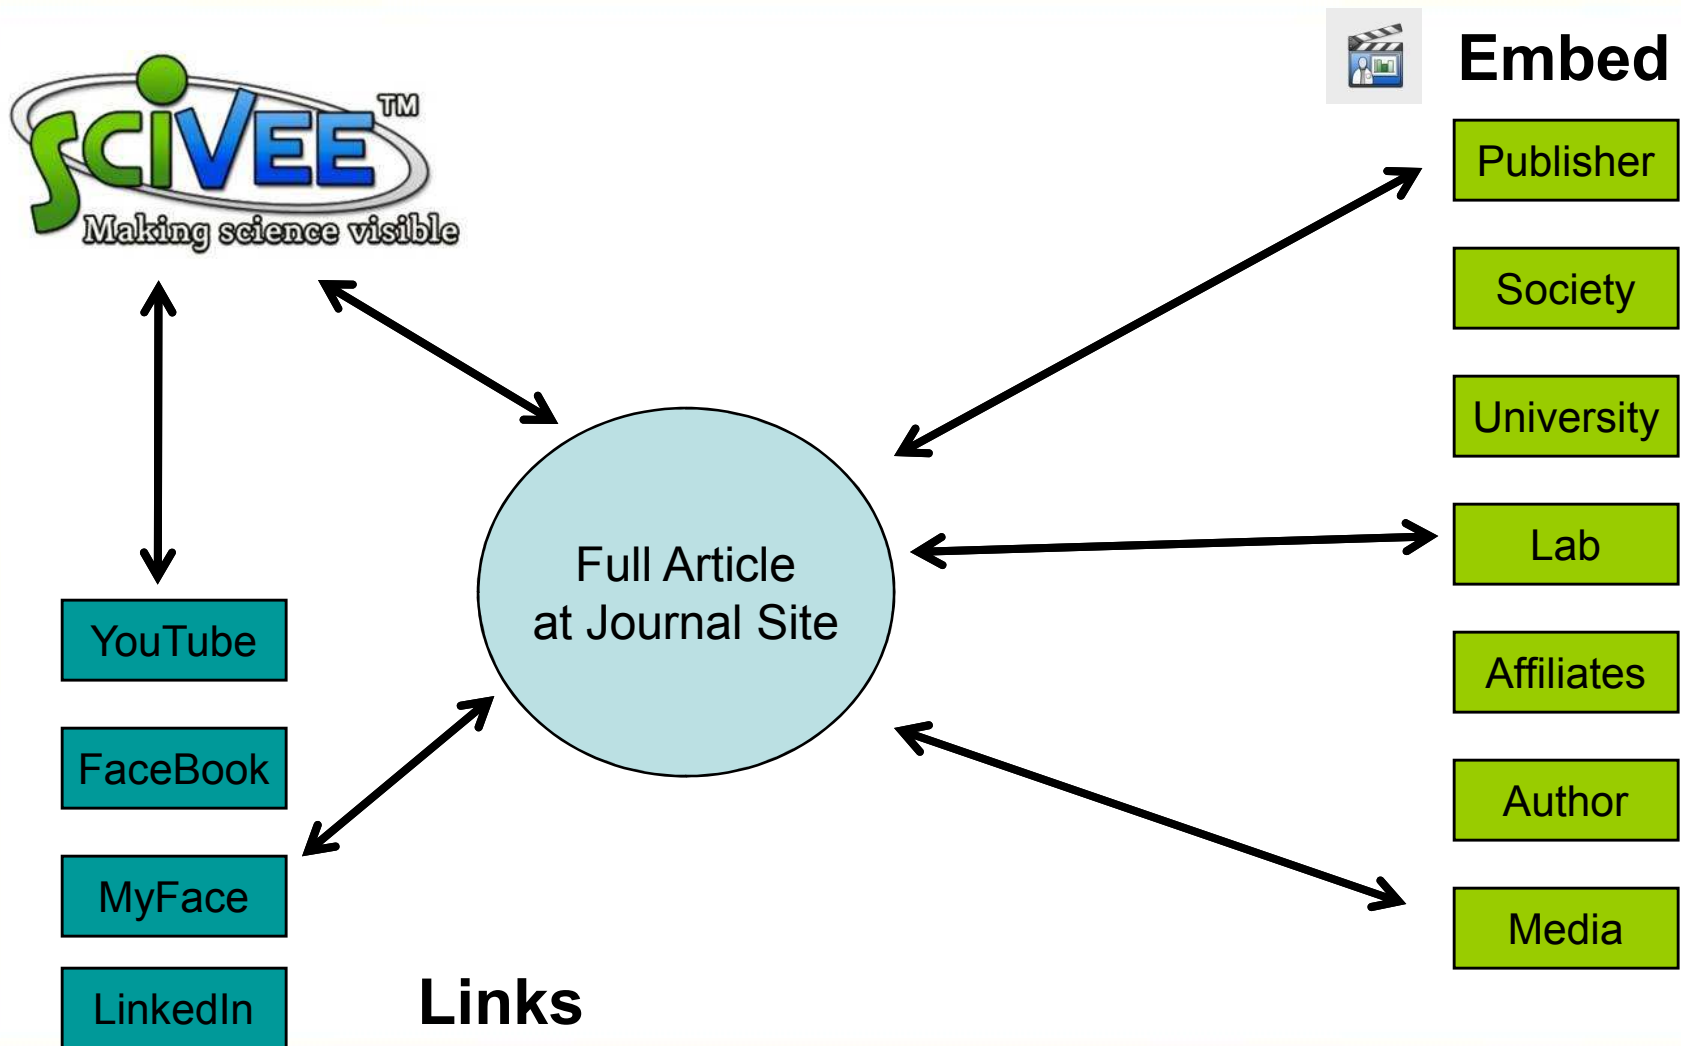 SCIVEE™
Making science visible
Embed
Publisher
Society
University
Lab
Affiliates
Author
Media
Full Article
at Journal Site
YouTube
FaceBook
MyFace
LinkedIn
Links